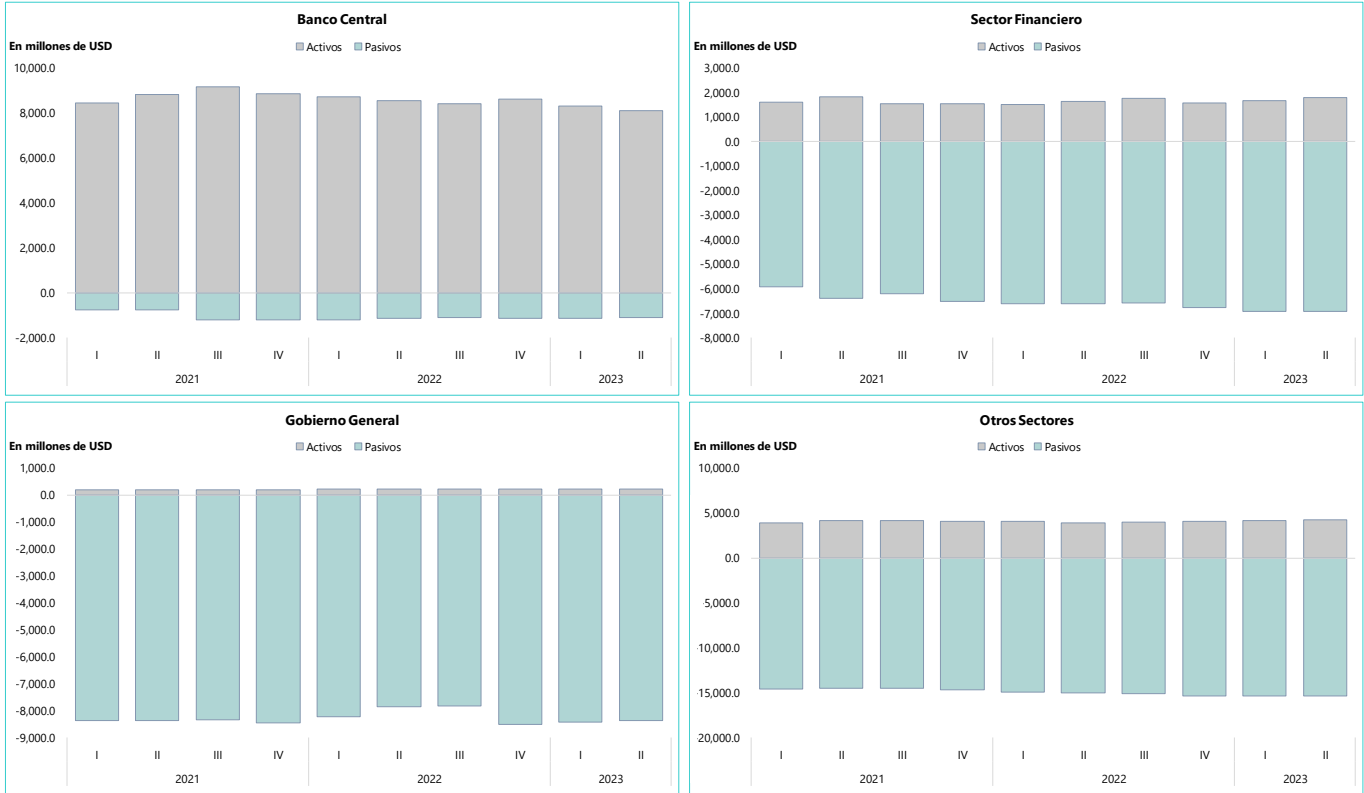 Banco Central
En millones de USD
Activos Pasivos
10,000.0
8,000.0
6,000.0
4,000.0
2,000.0
0.0
-2,000.0
I II III IV I II III IV I II
2021 2022 2023
Sector Financiero
En millones de USD
Activos Pasivos
3,000.0
2,000.0
1,000.0
0.0
-1,000.0
-2,000.0
-3,000.0
-4,000.0
-5,000.0
-6,000.0
-7,000.0
-8,000.0
I II III IV I II III IV I II
2021 2022 2023
Gobierno General
En millones de USD
Activos Pasivos
1,000.0
0.0
-1,000.0
-2,000.0
-3,000.0
-4,000.0
-5,000.0
-6,000.0
-7,000.0
-8,000.0
-9,000.0
I II III IV I II III IV I II
2021 2022 2023
Otros Sectores
En millones de USD
Activos Pasivos
10,000.0
5,000.0
0.0
-5,000.0
-10,000.0
-15,000.0
-20,000.0
I II III IV I II III IV I II
2021 2022 2023